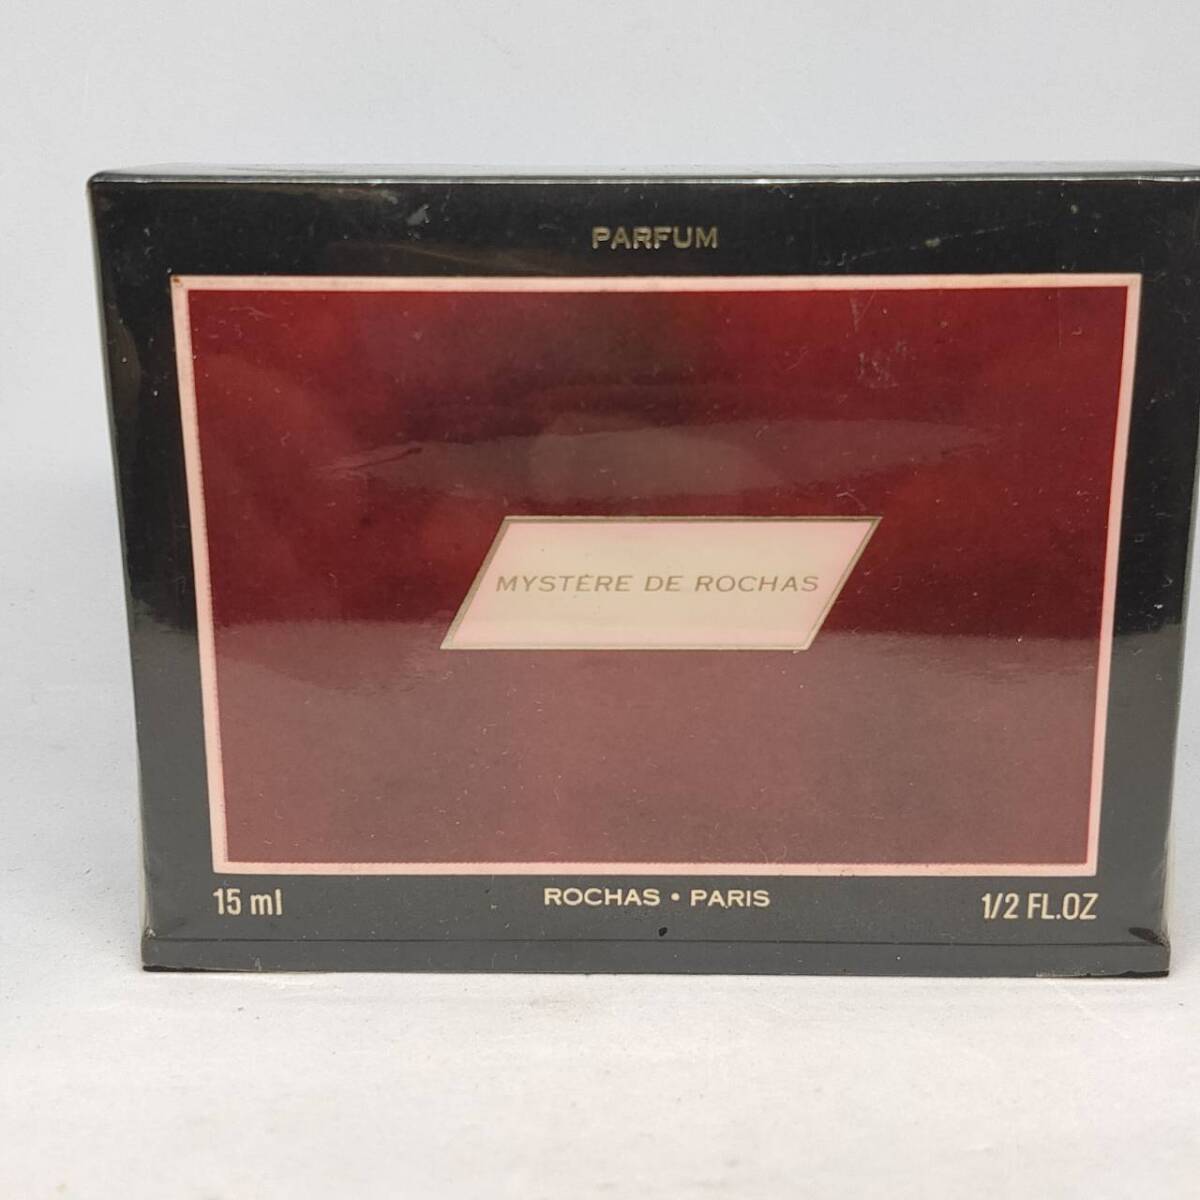 PARFUM
MYSTÈRE DE ROCHAS
15 ml
ROCHAS • PARIS
1/2 FL.OZ